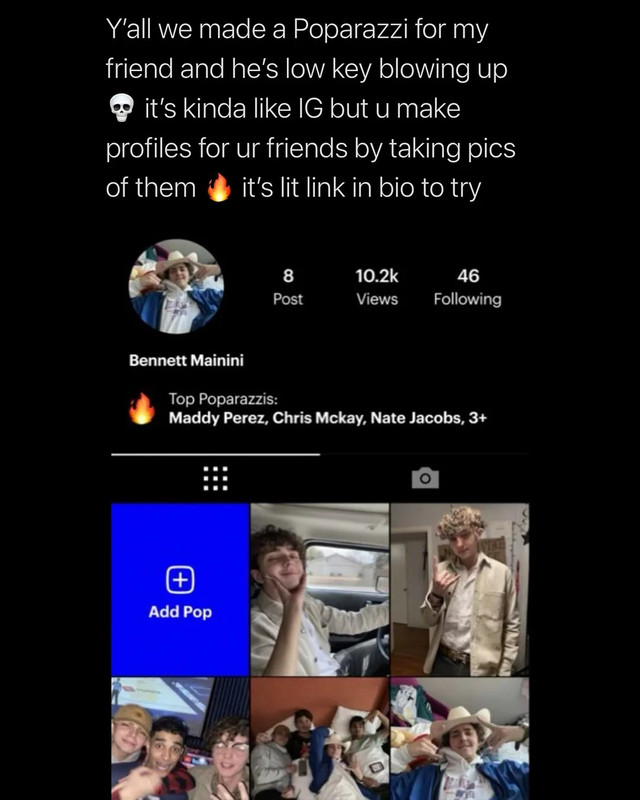 Y’all we made a Poparazzi for my
friend and he’s low key blowing up
💀 it’s kinda like IG but u make
profiles for ur friends by taking pics
of them 🔥 it’s lit link in bio to try
8 10.2k 46
Post Views Following
Bennett Mainini
Top Poparazzis:
Maddy Perez, Chris Mckay, Nate Jacobs, 3+
Add Pop